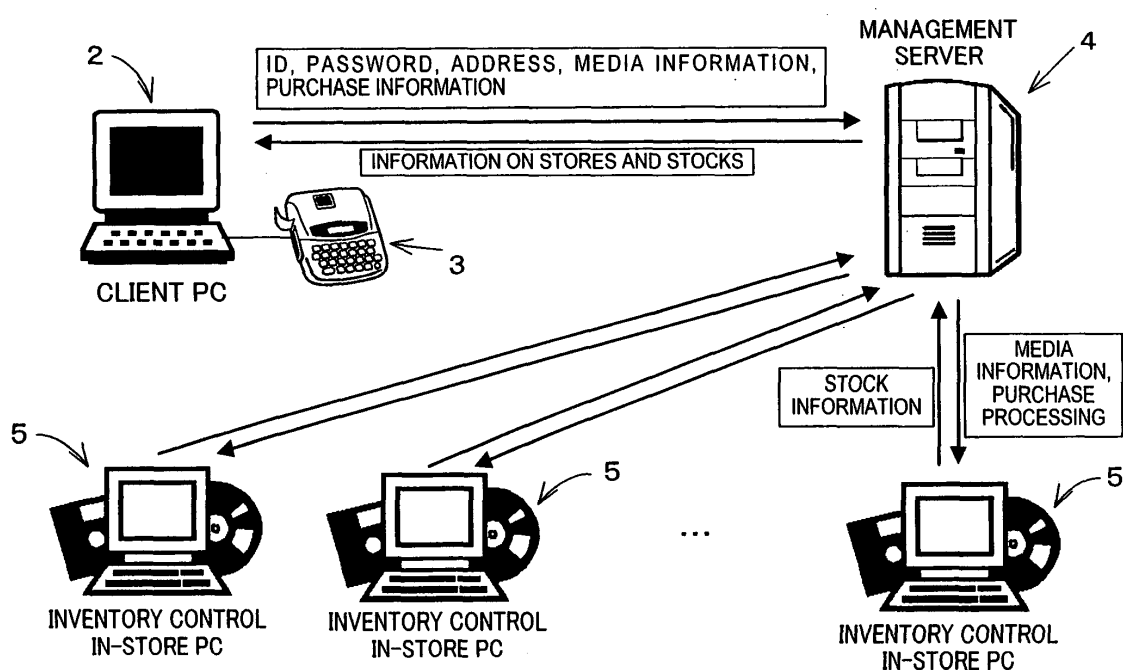 2
ID, PASSWORD, ADDRESS, MEDIA INFORMATION,
PURCHASE INFORMATION
MANAGEMENT
SERVER
4
INFORMATION ON STORES AND STOCKS
3
CLIENT PC
STOCK
INFORMATION
MEDIA
INFORMATION,
PURCHASE
PROCESSING
5
5
...
5
INVENTORY CONTROL
IN-STORE PC
INVENTORY CONTROL
IN-STORE PC
INVENTORY CONTROL
IN-STORE PC